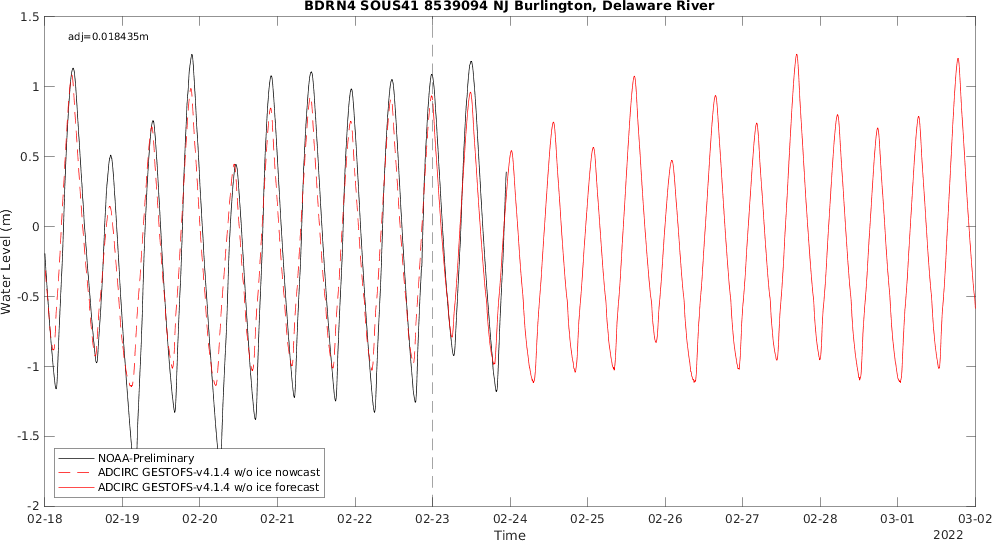 BDRN4 SOUS41 8539094 NJ Burlington, Delaware River
adj=0.018435m
1.5
1
0.5
0
-0.5
-1
-1.5
-2
Water Level (m)
NOAA-Preliminary
ADCIRC GESTOFS-v4.1.4 w/o ice nowcast
ADCIRC GESTOFS-v4.1.4 w/o ice forecast
02-18 02-19 02-20 02-21 02-22 02-23 02-24 02-25 02-26 02-27 02-28 03-01 03-02
Time
2022